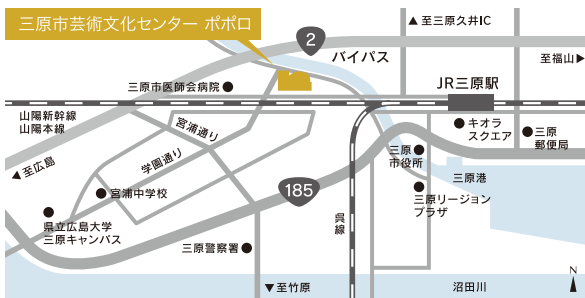 三原市芸術文化センター ポポロ
2
バイパス
▲至三原久井IC
至福山▶
三原市医師会病院
JR三原駅
山陽新幹線
山陽本線
宮浦通り
学園通り
キオラ
スクエア
三原
郵便局
◀至広島
宮浦中学校
三原
市役所
三原港
185
三原リージョン
プラザ
県立広島大学
三原キャンパス
呉線
三原警察署
▼至竹原
沼田川
N